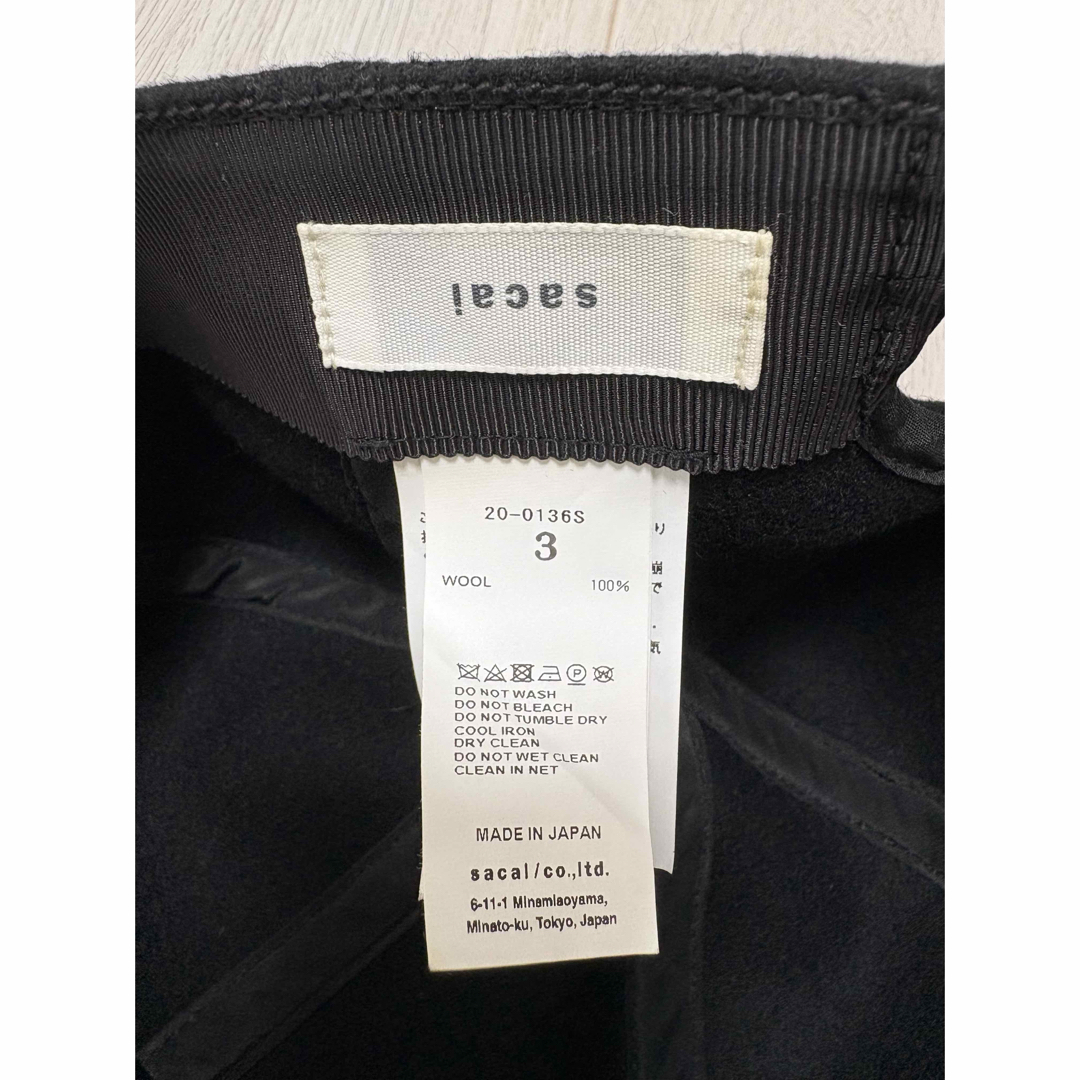 sacai
20-0136S
3
WOOL 100%
DO NOT WASH
DO NOT BLEACH
DO NOT TUMBLE DRY
COOL IRON
DRY CLEAN
DO NOT WET CLEAN
CLEAN IN NET
MADE IN JAPAN
sacai/co.,ltd.
6-11-1 Minamiaoyama,
Minato-ku, Tokyo, Japan